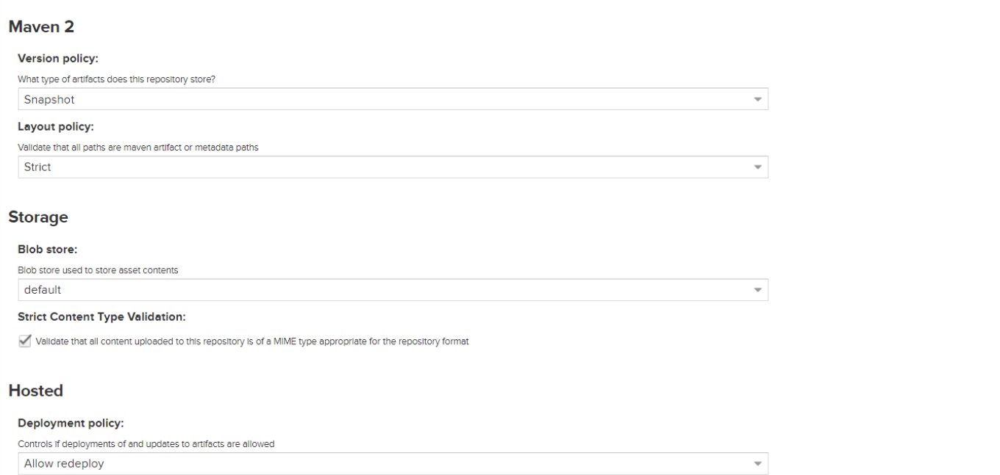 Maven 2
Version policy:
What type of artifacts does this repository store?
Snapshot
Layout policy:
Validate that all paths are maven artifact or metadata paths
Strict
Storage
Blob store:
Blob store used to store asset contents
default
Strict Content Type Validation:
Validate that all content uploaded to this repository is of a MIME type appropriate for the repository format
Hosted
Deployment policy:
Controls if deployments of and updates to artifacts are allowed
Allow redeploy